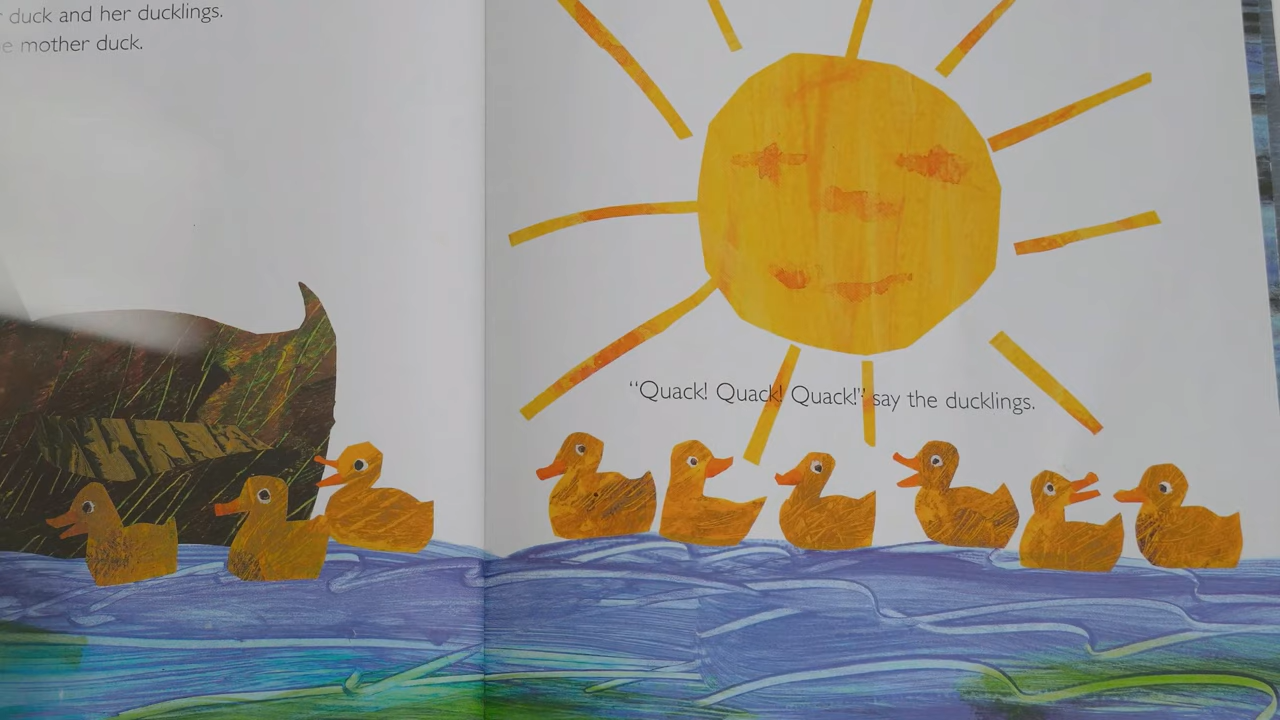 duck and her ducklings.
mother duck.
“Quack! Quack! Quack!” say the ducklings.